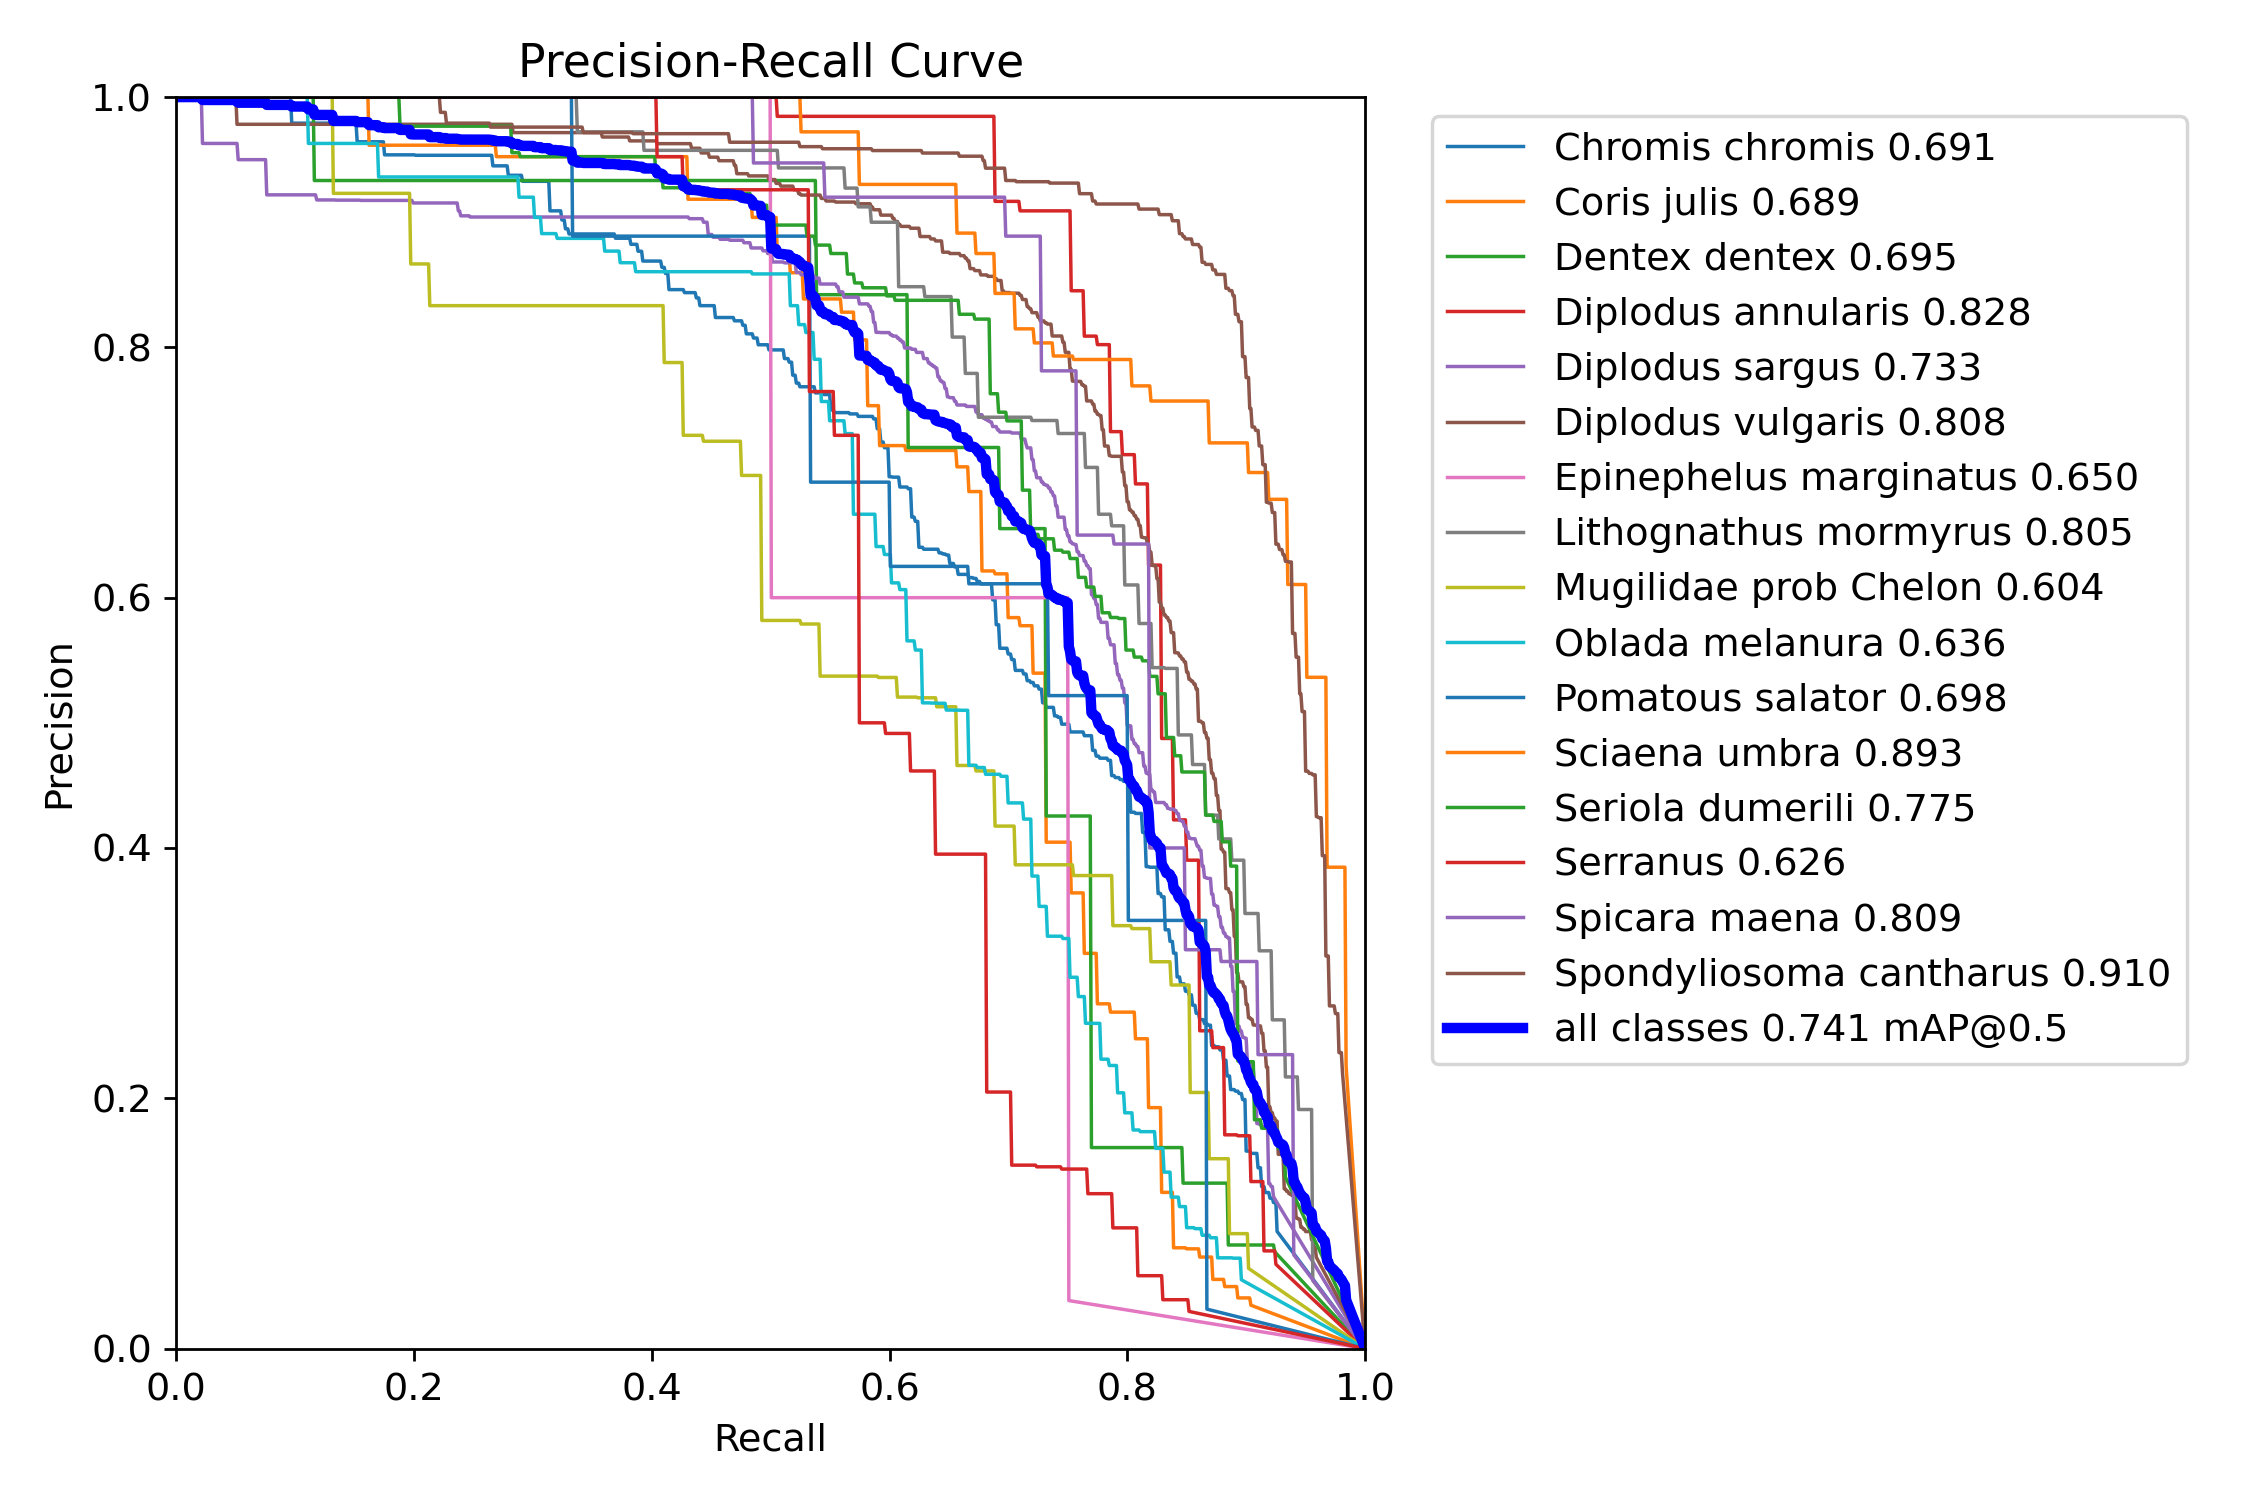 Precision-Recall Curve
Precision
1.0
0.8
0.6
0.4
0.2
0.0
0.0 0.2 0.4 0.6 0.8 1.0
Recall
Chromis chromis 0.691
Coris julis 0.689
Dentex dentex 0.695
Diplodus annularis 0.828
Diplodus sargus 0.733
Diplodus vulgaris 0.808
Epinephelus marginatus 0.650
Lithognathus mormyrus 0.805
Mugilidae prob Chelon 0.604
Oblada melanura 0.636
Pomatous salator 0.698
Sciaena umbra 0.893
Seriola dumerili 0.775
Serranus 0.626
Spicara maena 0.809
Spondyliosoma cantharus 0.910
all classes 0.741 mAP@0.5